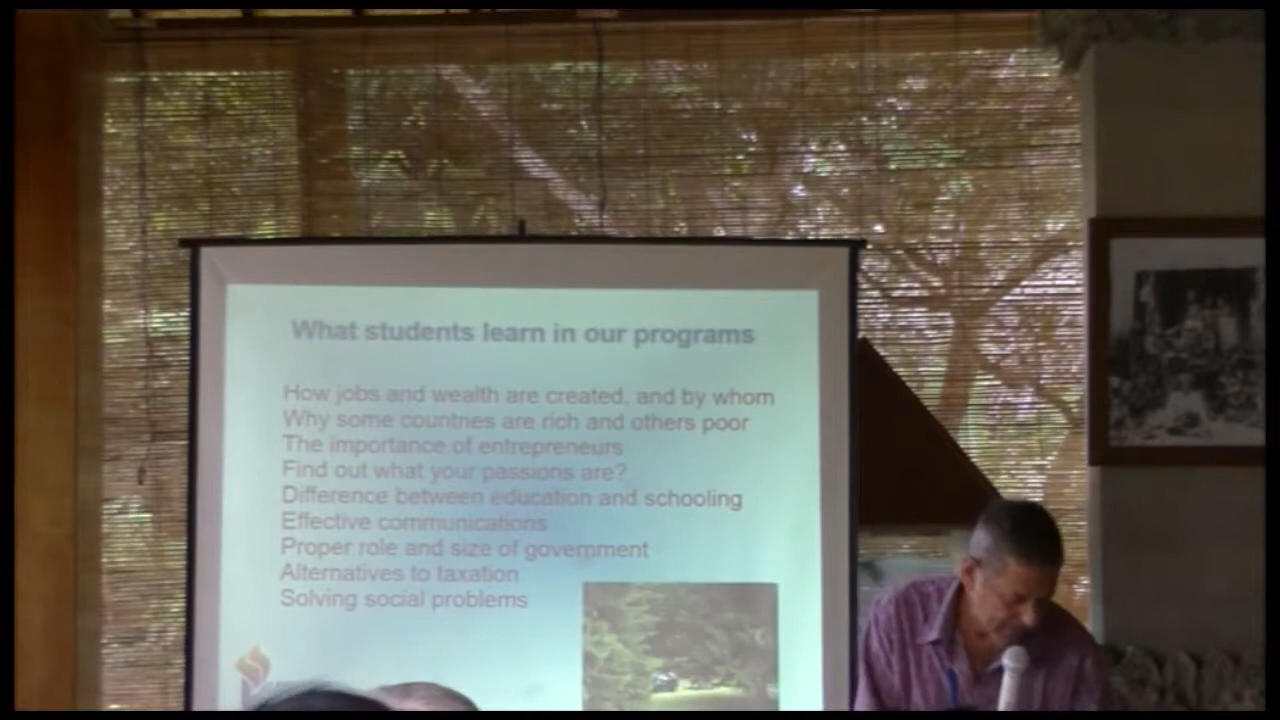 What students learn in our programs
How jobs and wealth are created, and by whom
Why some countries are rich and others poor
The importance of entrepreneurs
Find out what your passions are?
Difference between education and schooling
Effective communications
Proper role and size of government
Alternatives to taxation
Solving social problems